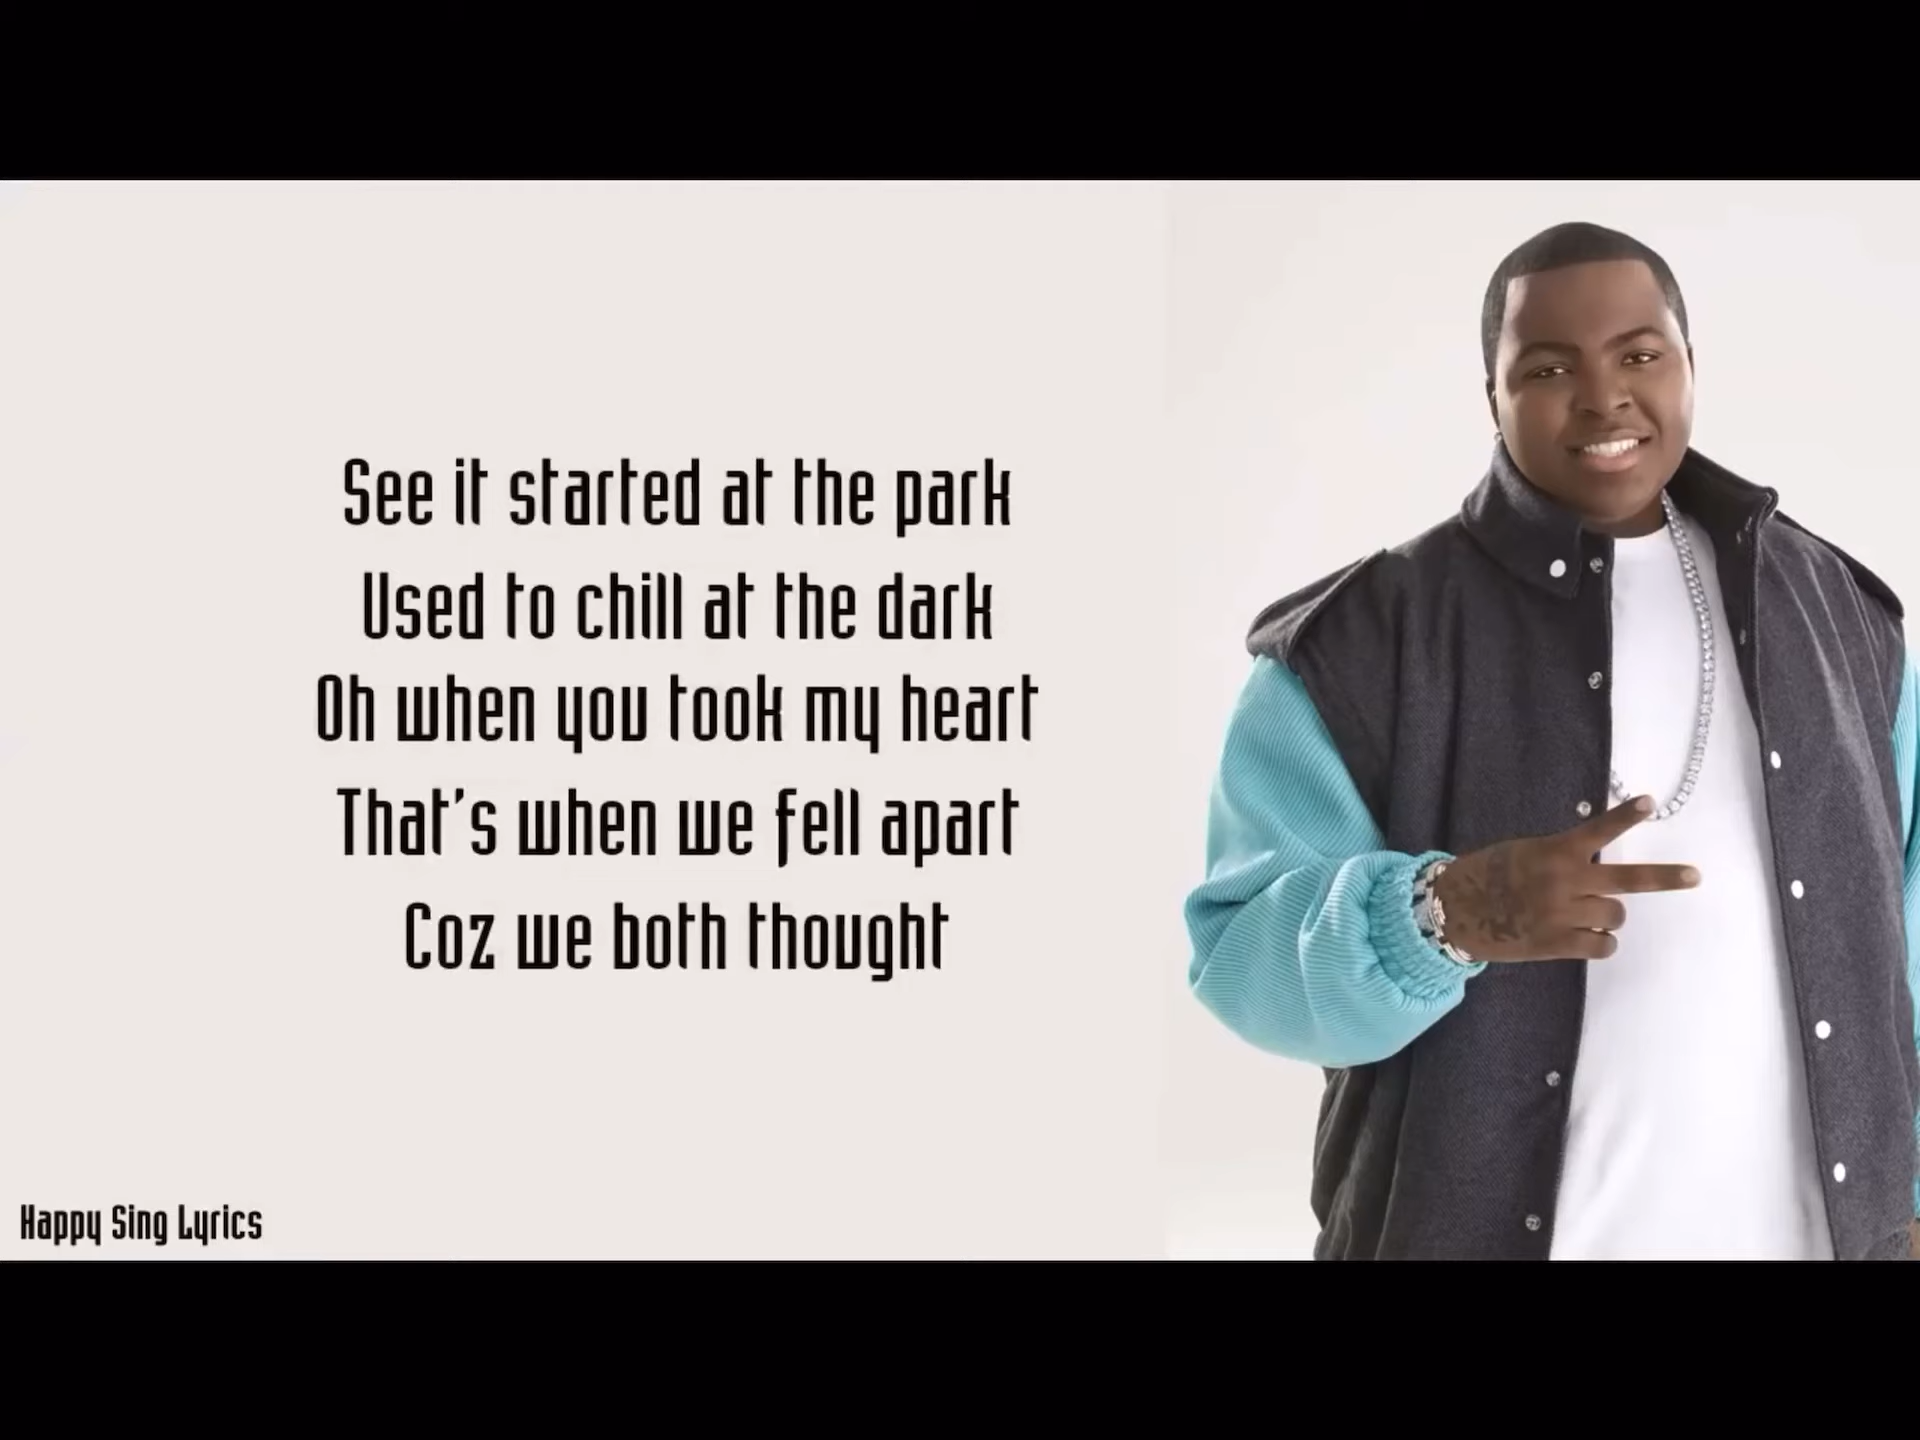 See it started at the park
Used to chill at the dark
Oh when you took my heart
That's when we fell apart
Coz we both thought
Happy Sing Lyrics